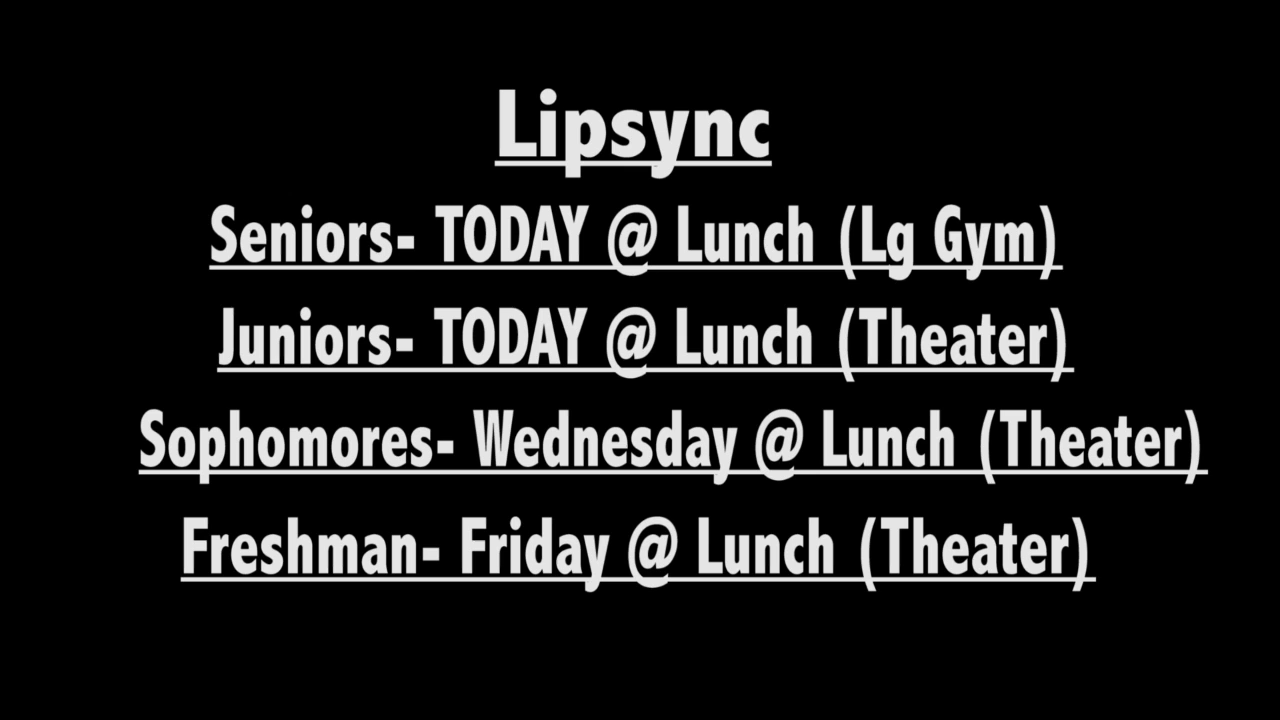 Lipsync
Seniors- TODAY @ Lunch (Lg Gym)
Juniors- TODAY @ Lunch (Theater)
Sophomores- Wednesday @ Lunch (Theater)
Freshman- Friday @ Lunch (Theater)